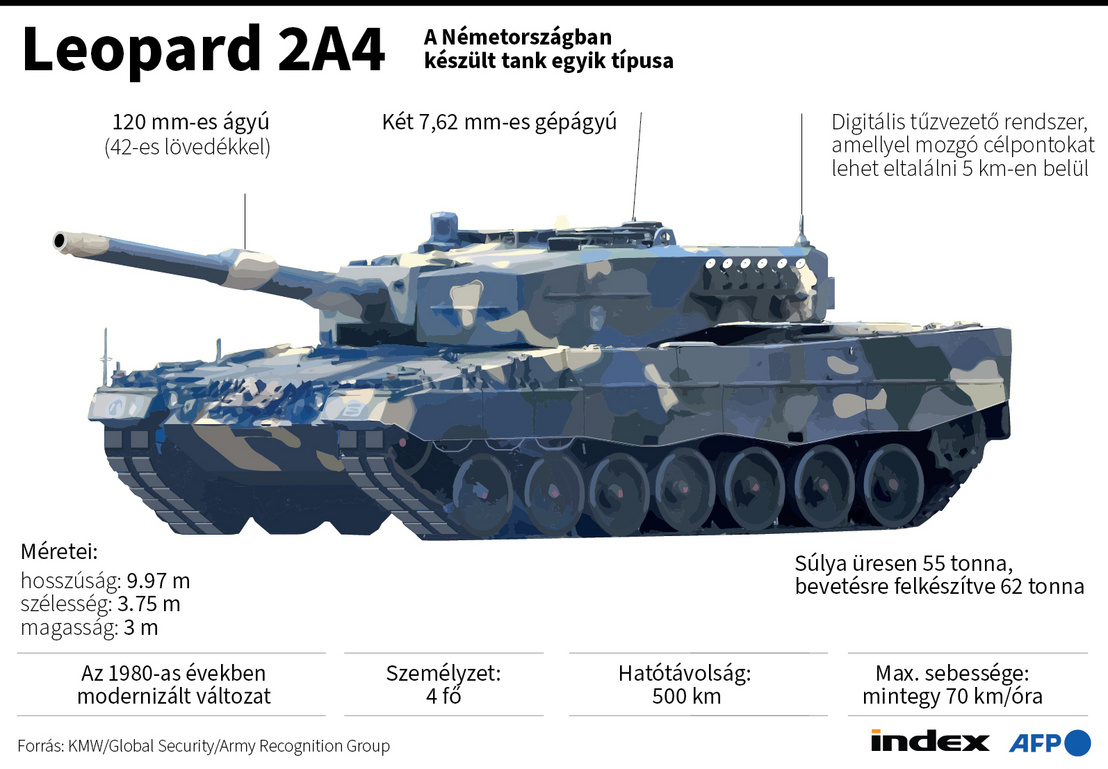 Leopard 2A4
A Németországban
készült tank egyik típusa
120 mm-es ágyú
(42-es lövedékkel)
Két 7,62 mm-es gépágyú
Digitális tűzvezető rendszer,
amellyel mozgó célpontokat
lehet eltalálni 5 km-en belül
Méretei:
hosszúság: 9.97 m
szélesség: 3.75 m
magasság: 3 m
Súlya üresen 55 tonna,
bevetésre felkészítve 62 tonna
Az 1980-as években
modernizált változat
Személyzet:
4 fő
Hatótávolság:
500 km
Max. sebessége:
mintegy 70 km/óra
Forrás: KMW/Global Security/Army Recognition Group
index
AFP